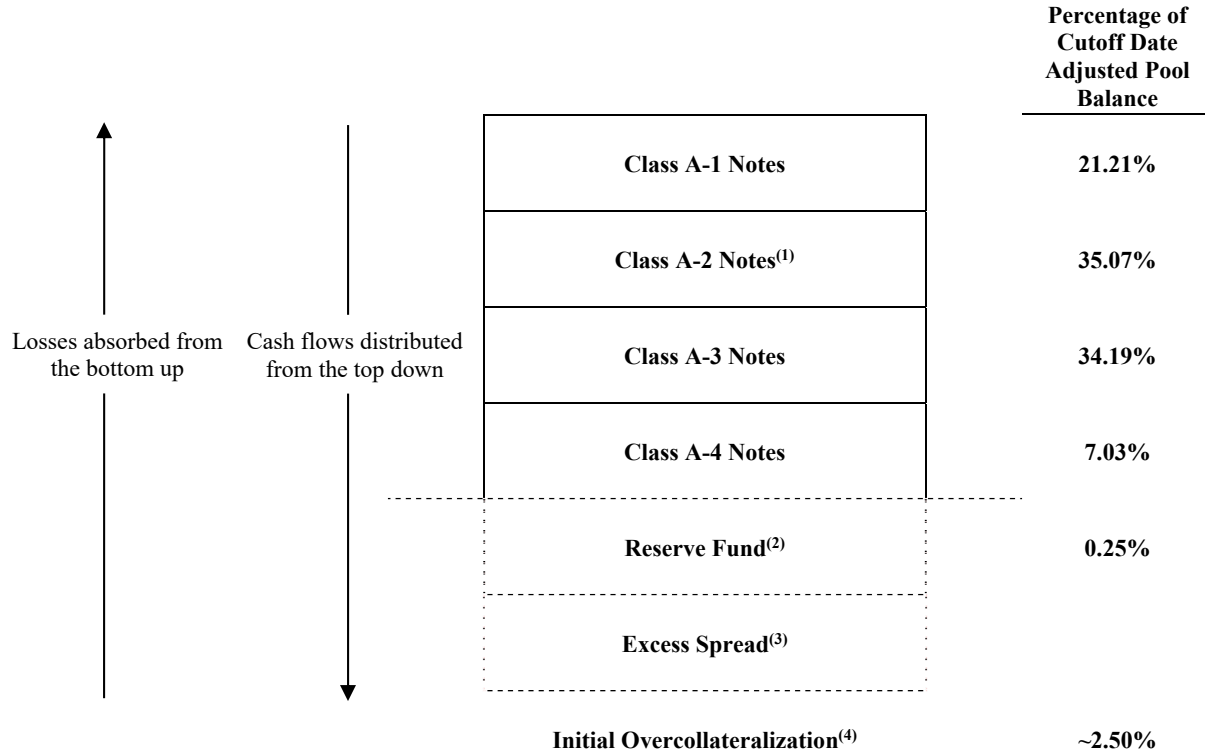 Percentage of
Cutoff Date
Adjusted Pool
Balance
Class A-1 Notes
21.21%
Class A-2 Notes(1)
35.07%
Losses absorbed from
the bottom up
Cash flows distributed
from the top down
Class A-3 Notes
34.19%
Class A-4 Notes
7.03%
Reserve Fund(2)
0.25%
Excess Spread(3)
Initial Overcollateralization(4)
~2.50%